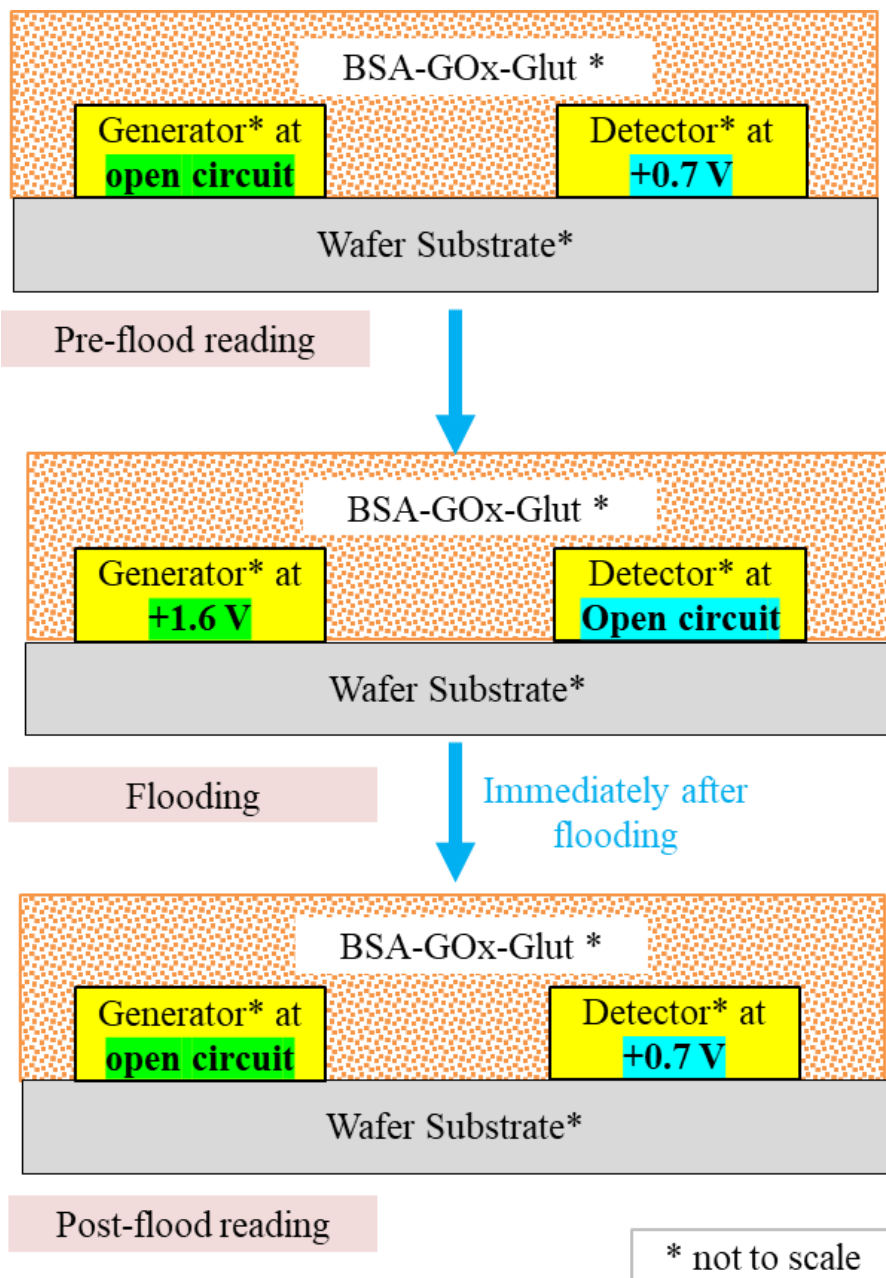 BSA-GOx-Glut *
Generator* at
open circuit
Detector* at
+0.7 V
Wafer Substrate*
Pre-flood reading
BSA-GOx-Glut *
Generator* at
+1.6 V
Detector* at
Open circuit
Wafer Substrate*
Flooding
Immediately after
flooding
BSA-GOx-Glut *
Generator* at
open circuit
Detector* at
+0.7 V
Wafer Substrate*
Post-flood reading
* not to scale